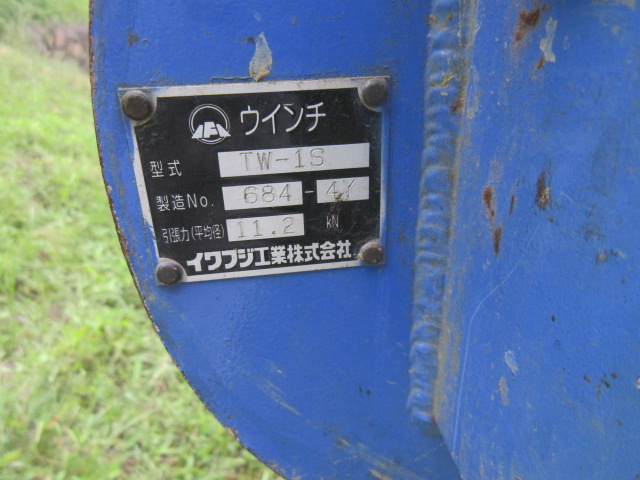 ウインチ
型式 TW-1S
製造No. 684-4Y
引張力(平均径) 11.2 kN
イワフジ工業株式会社